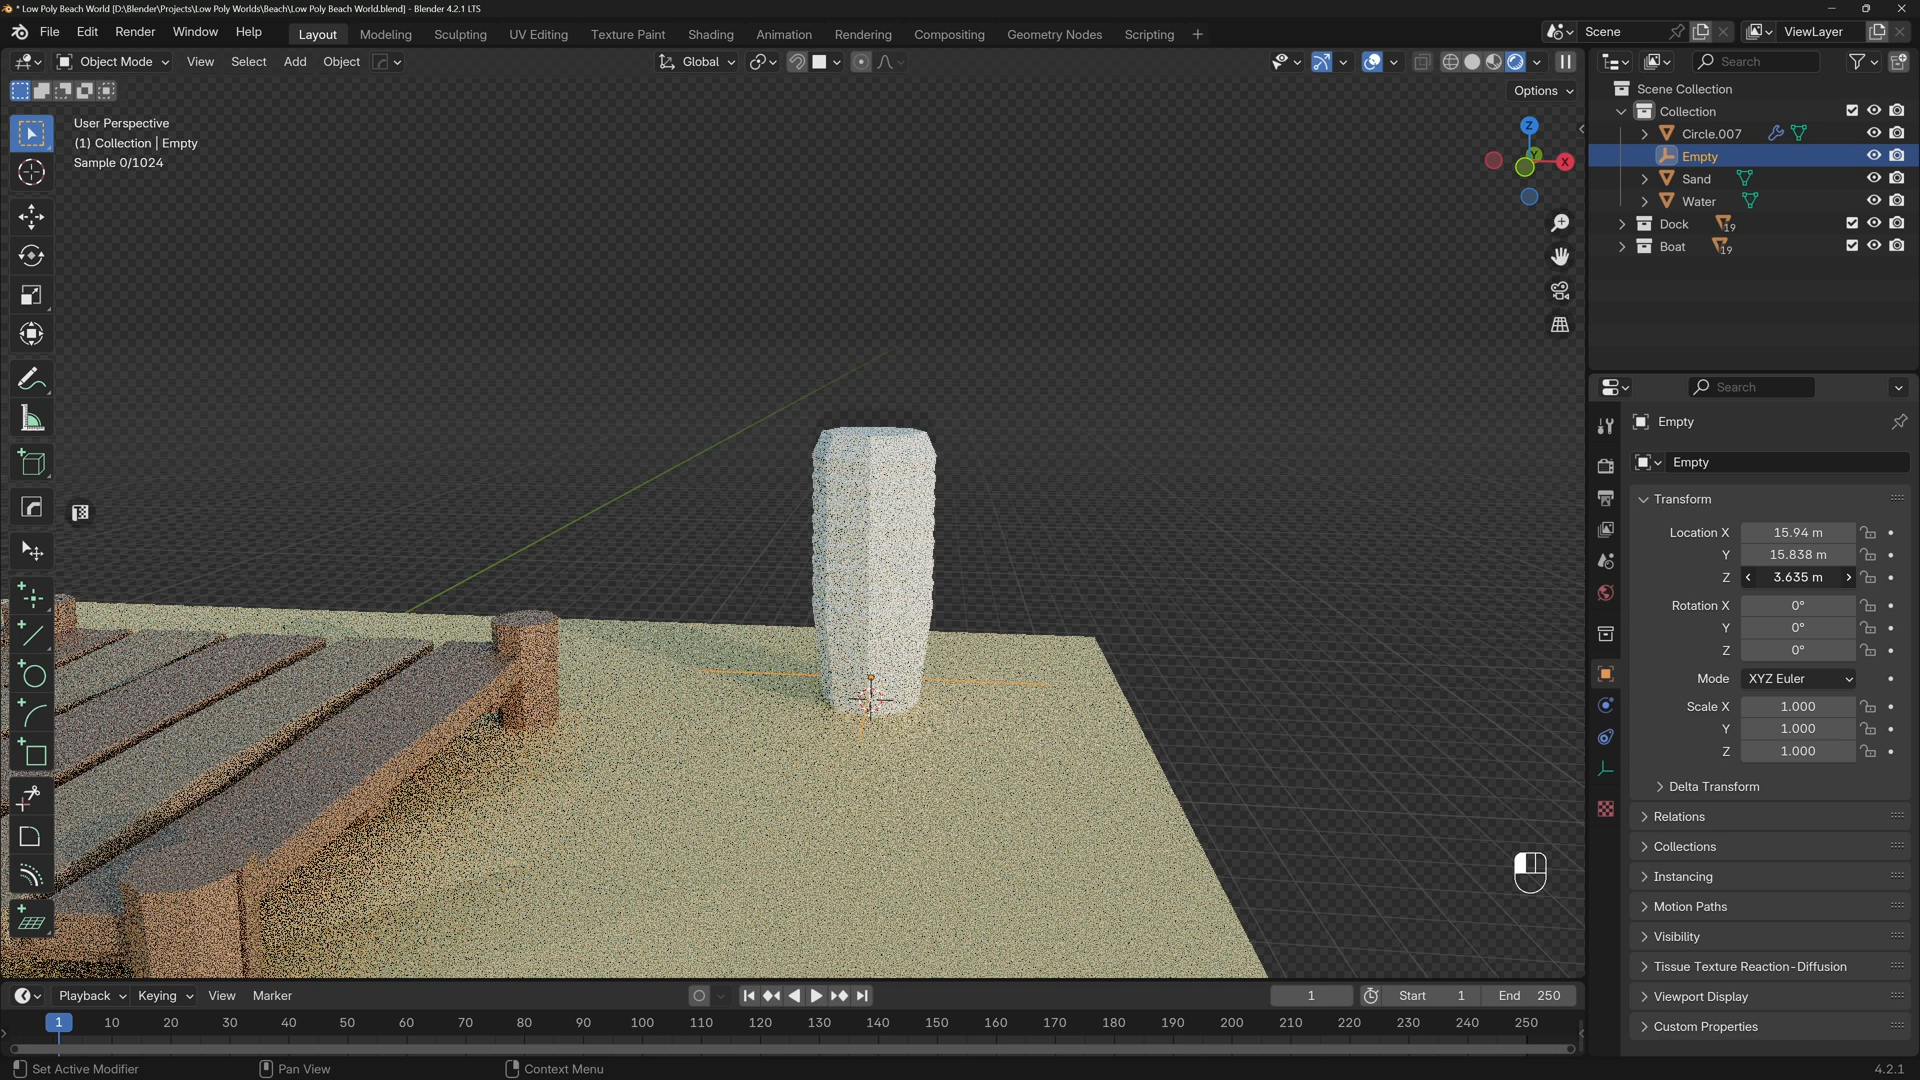 * Low Poly Beach World [D:\Blender\Projects\Low Poly Worlds\Beach\Low Poly Beach World.blend] - Blender 4.2.1 LTS
File Edit Render Window Help
Layout Modeling Sculpting UV Editing Texture Paint Shading Animation Rendering Compositing Geometry Nodes Scripting +
Scene
ViewLayer
Object Mode View Select Add Object
Global
Search
Options
User Perspective
(1) Collection | Empty
Sample 0/1024
Z
Y
X
Scene Collection
Collection
Circle.007
Empty
Sand
Water
Dock 19
Boat 19
Search
Empty
Empty
Transform
Location X 15.94 m
Y 15.838 m
Z 3.635 m
Rotation X 0°
Y 0°
Z 0°
Mode XYZ Euler
Scale X 1.000
Y 1.000
Z 1.000
Delta Transform
Relations
Collections
Instancing
Motion Paths
Visibility
Tissue Texture Reaction-Diffusion
Viewport Display
Custom Properties
Playback Keying View Marker
1 Start 1 End 250
1 10 20 30 40 50 60 70 80 90 100 110 120 130 140 150 160 170 180 190 200 210 220 230 240 250
Set Active Modifier Pan View Context Menu 4.2.1